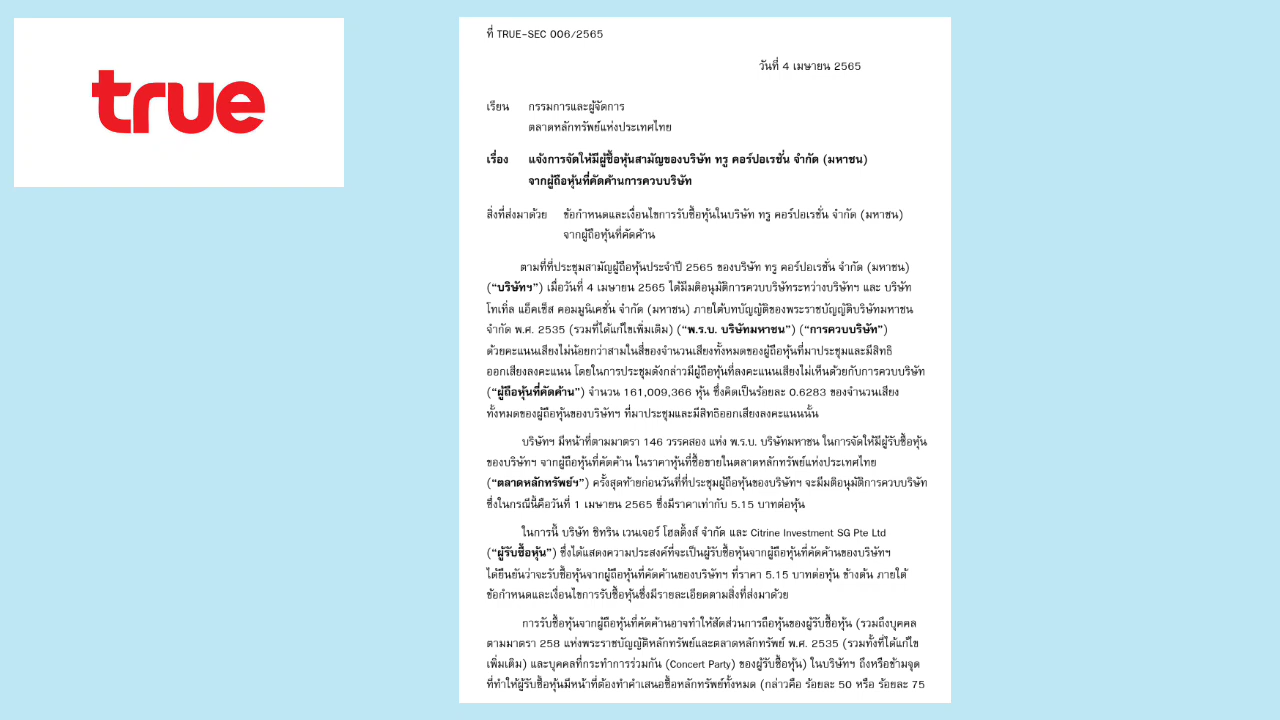 true
ที่ TRUE-SEC 006/2565
วันที่ 4 เมษายน 2565
เรียน กรรมการและผู้จัดการ
ตลาดหลักทรัพย์แห่งประเทศไทย
เรื่อง แจ้งการจัดให้มีผู้ซื้อหุ้นสามัญของบริษัท ทรู คอร์ปอเรชั่น จำกัด (มหาชน)
จากผู้ถือหุ้นที่คัดค้านการควบบริษัท
สิ่งที่ส่งมาด้วย ข้อกำหนดและเงื่อนไขการรับซื้อหุ้นในบริษัท ทรู คอร์ปอเรชั่น จำกัด (มหาชน)
จากผู้ถือหุ้นที่คัดค้าน
ตามที่ที่ประชุมสามัญผู้ถือหุ้นประจำปี 2565 ของบริษัท ทรู คอร์ปอเรชั่น จำกัด (มหาชน)
("บริษัทฯ") เมื่อวันที่ 4 เมษายน 2565 ได้มีมติอนุมัติการควบบริษัทระหว่างบริษัทฯ และ บริษัท
โทเทิ่ล แอ็คเซ็ส คอมมูนิเคชั่น จำกัด (มหาชน) ภายใต้บทบัญญัติของพระราชบัญญัติบริษัทมหาชน
จำกัด พ.ศ. 2535 (รวมที่ได้แก้ไขเพิ่มเติม) ("พ.ร.บ. บริษัทมหาชน") ("การควบบริษัท")
ด้วยคะแนนเสียงไม่น้อยกว่าสามในสี่ของจำนวนเสียงทั้งหมดของผู้ถือหุ้นที่มาประชุมและมีสิทธิ
ออกเสียงลงคะแนน โดยในการประชุมดังกล่าวมีผู้ถือหุ้นที่ลงคะแนนเสียงไม่เห็นด้วยกับการควบบริษัท
("ผู้ถือหุ้นที่คัดค้าน") จำนวน 161,009,366 หุ้น ซึ่งคิดเป็นร้อยละ 0.6283 ของจำนวนเสียง
ทั้งหมดของผู้ถือหุ้นของบริษัทฯ ที่มาประชุมและมีสิทธิออกเสียงลงคะแนนนั้น
บริษัทฯ มีหน้าที่ตามมาตรา 146 วรรคสอง แห่ง พ.ร.บ. บริษัทมหาชน ในการจัดให้มีผู้รับซื้อหุ้น
ของบริษัทฯ จากผู้ถือหุ้นที่คัดค้าน ในราคาหุ้นที่ซื้อขายในตลาดหลักทรัพย์แห่งประเทศไทย
("ตลาดหลักทรัพย์ฯ") ครั้งสุดท้ายก่อนวันที่ที่ประชุมผู้ถือหุ้นของบริษัทฯ จะมีมติอนุมัติการควบบริษัท
ซึ่งในกรณีนี้คือวันที่ 1 เมษายน 2565 ซึ่งมีราคาเท่ากับ 5.15 บาทต่อหุ้น
ในการนี้ บริษัท ซิทริน เวนเจอร์ โฮลดิ้งส์ จำกัด และ Citrine Investment SG Pte Ltd
("ผู้รับซื้อหุ้น") ซึ่งได้แสดงความประสงค์ที่จะเป็นผู้รับซื้อหุ้นจากผู้ถือหุ้นที่คัดค้านของบริษัทฯ
ได้ยืนยันว่าจะรับซื้อหุ้นจากผู้ถือหุ้นที่คัดค้านของบริษัทฯ ที่ราคา 5.15 บาทต่อหุ้น ข้างต้น ภายใต้
ข้อกำหนดและเงื่อนไขการรับซื้อหุ้นซึ่งมีรายละเอียดตามสิ่งที่ส่งมาด้วย
การรับซื้อหุ้นจากผู้ถือหุ้นที่คัดค้านอาจทำให้สัดส่วนการถือหุ้นของผู้รับซื้อหุ้น (รวมถึงบุคคล
ตามมาตรา 258 แห่งพระราชบัญญัติหลักทรัพย์และตลาดหลักทรัพย์ พ.ศ. 2535 (รวมทั้งที่ได้แก้ไข
เพิ่มเติม) และบุคคลที่กระทำการร่วมกัน (Concert Party) ของผู้รับซื้อหุ้น) ในบริษัทฯ ถึงหรือข้ามจุด
ที่ทำให้ผู้รับซื้อหุ้นมีหน้าที่ต้องทำคำเสนอซื้อหลักทรัพย์ทั้งหมด (กล่าวคือ ร้อยละ 50 หรือ ร้อยละ 75